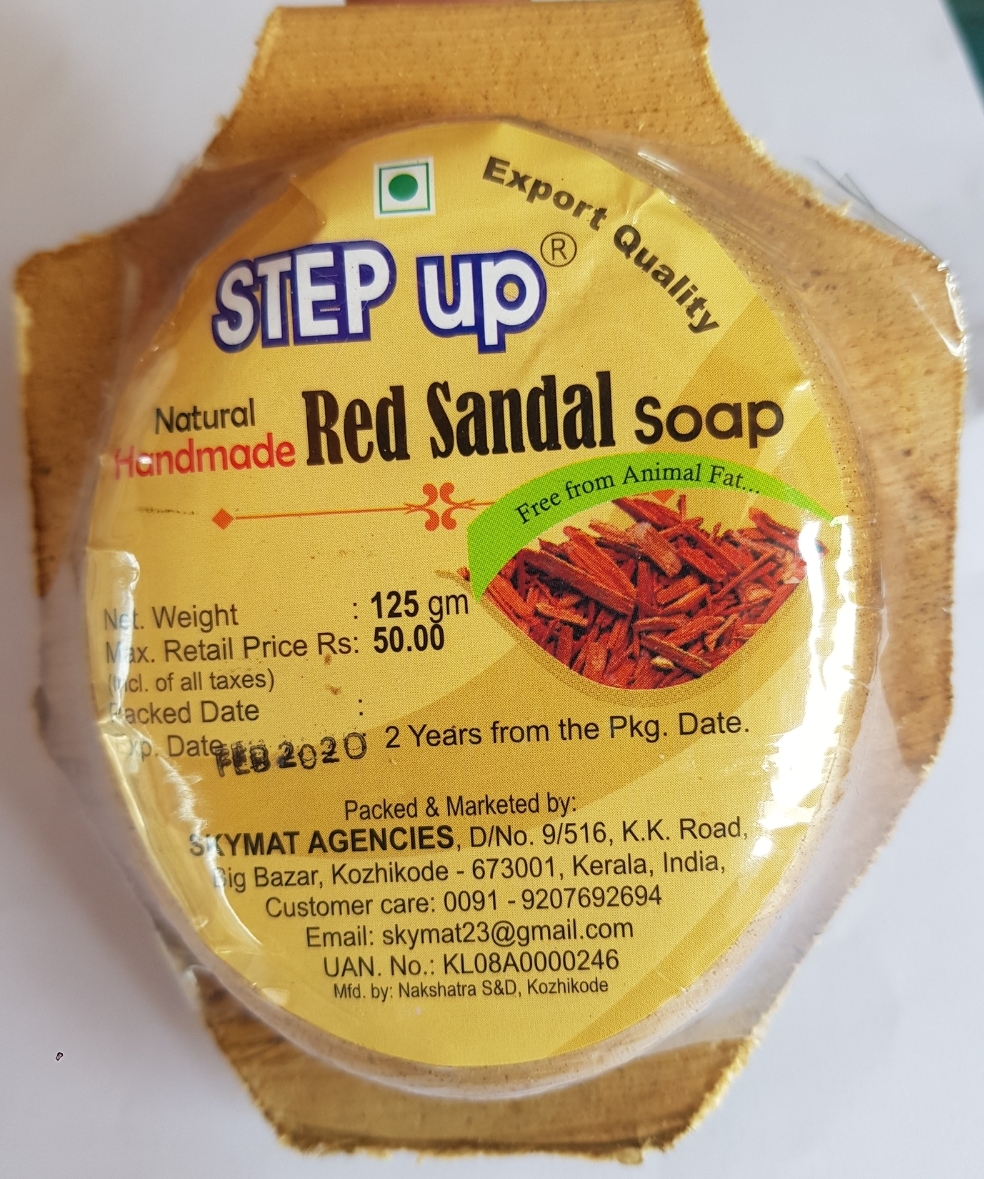 Export Quality
STEP up®
Natural
Handmade Red Sandal Soap
Free from Animal Fat...
Net. Weight : 125 gm
Max. Retail Price Rs: 50.00
(Incl. of all taxes)
Packed Date :
Exp. Date 2 Years from the Pkg. Date.
FEB 2020
Packed & Marketed by:
SKYMAT AGENCIES, D/No. 9/516, K.K. Road,
Big Bazar, Kozhikode - 673001, Kerala, India,
Customer care: 0091 - 9207692694
Email: skymat23@gmail.com
UAN. No.: KL08A0000246
Mfd. by: Nakshatra S&D, Kozhikode